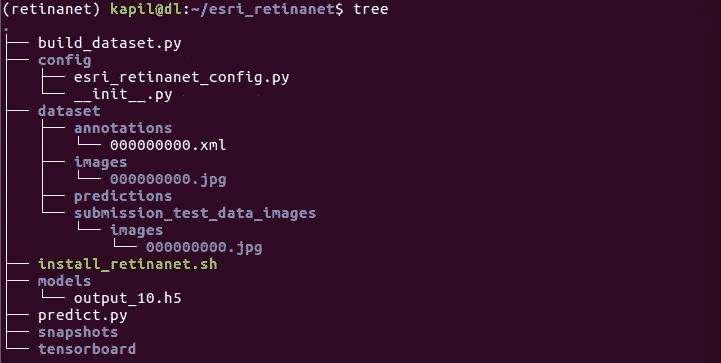 (retinanet) kapil@dl:~/esri_retinanet$ tree
.
├── build_dataset.py
├── config
│   ├── esri_retinanet_config.py
│   └── __init__.py
├── dataset
│   ├── annotations
│   │   └── 000000000.xml
│   ├── images
│   │   └── 000000000.jpg
│   ├── predictions
│   └── submission_test_data_images
│       └── images
│           └── 000000000.jpg
├── install_retinanet.sh
├── models
│   └── output_10.h5
├── predict.py
├── snapshots
└── tensorboard